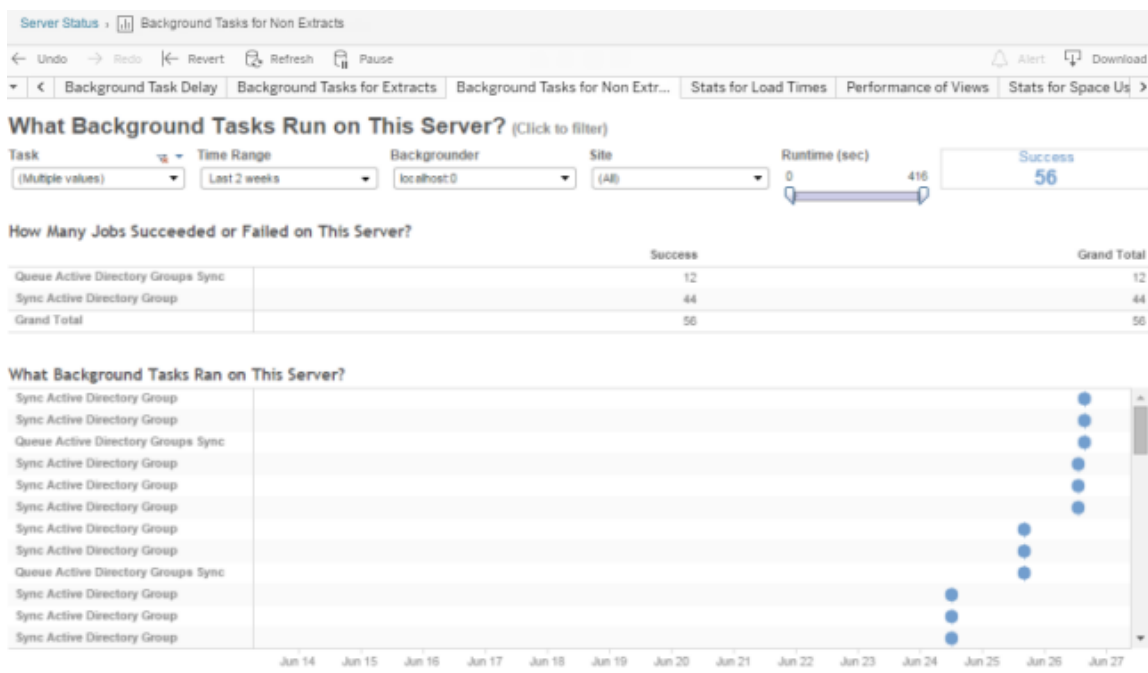 Server Status › Background Tasks for Non Extracts
← Undo → Redo Revert Refresh Pause Alert Download
Background Task Delay Background Tasks for Extracts Background Tasks for Non Extr... Stats for Load Times Performance of Views Stats for Space Us
What Background Tasks Run on This Server? (Click to filter)
Task Time Range Backgrounder Site Runtime (sec) Success
(Multiple values) Last 2 weeks localhost:0 (All) 0 416 56
How Many Jobs Succeeded or Failed on This Server?
Success Grand Total
Queue Active Directory Groups Sync 12 12
Sync Active Directory Group 44 44
Grand Total 56 56
What Background Tasks Ran on This Server?
Sync Active Directory Group
Sync Active Directory Group
Queue Active Directory Groups Sync
Sync Active Directory Group
Sync Active Directory Group
Sync Active Directory Group
Sync Active Directory Group
Sync Active Directory Group
Queue Active Directory Groups Sync
Sync Active Directory Group
Sync Active Directory Group
Sync Active Directory Group
Jun 14 Jun 15 Jun 16 Jun 17 Jun 18 Jun 19 Jun 20 Jun 21 Jun 22 Jun 23 Jun 24 Jun 25 Jun 26 Jun 27